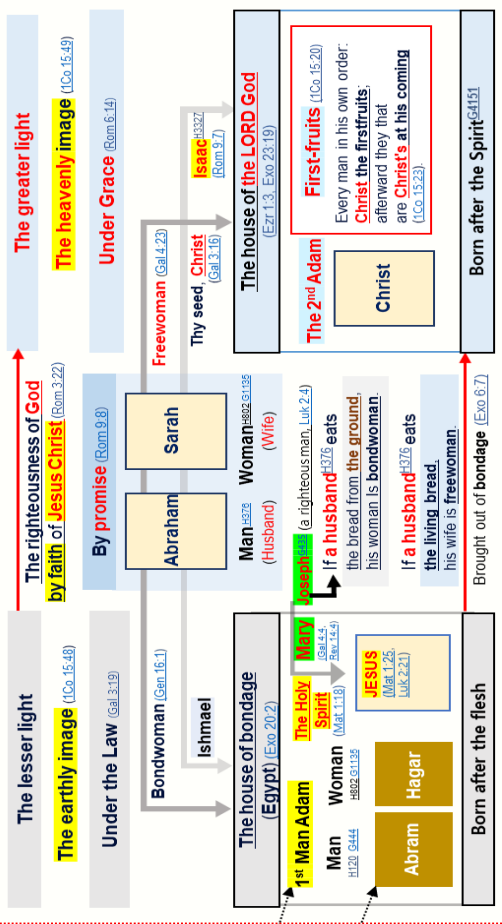 The lesser light
The righteousness of God
by faith of Jesus Christ (Rom 3:22)
The greater light
The earthly image (1Co 15:48)
The heavenly image (1Co 15:49)
Under the Law (Gal 3:19)
By promise (Rom 9:8)
Under Grace (Rom 6:14)
Bondwoman (Gen 16:1)
Abraham
Sarah
Freewoman (Gal 4:23)
Ishmael
Thy seed, Christ
(Gal 3:16)
Isaac H3327
(Rom 9:7)
The house of bondage
(Egypt) (Exo 20:2)
Man H376
(Husband)
Woman H802 G1135
(Wife)
The house of the LORD God
(Ezr 1:3, Exo 23:19)
1st Man Adam
The Holy
Spirit
(Mat 1:18)
Mary
(Gal 4:4,
Rev 14:4)
Joseph G435 (a righteous man, Luk 2:4)
If a husband H376 eats
the bread from the ground,
his woman Is bondwoman.
The 2nd Adam
First-fruits (1Co 15:20)
Every man in his own order:
Christ the firstfruits;
afterward they that
are Christ's at his coming
(1Co 15:23).
Man
H120 G444
Woman
H802 G1135
JESUS
(Mat 1:25,
Luk 2:21)
Christ
Abram
Hagar
If a husband H376 eats
the living bread,
his wife is freewoman.
Born after the flesh
Brought out of bondage (Exo 6:7)
Born after the Spirit G4151